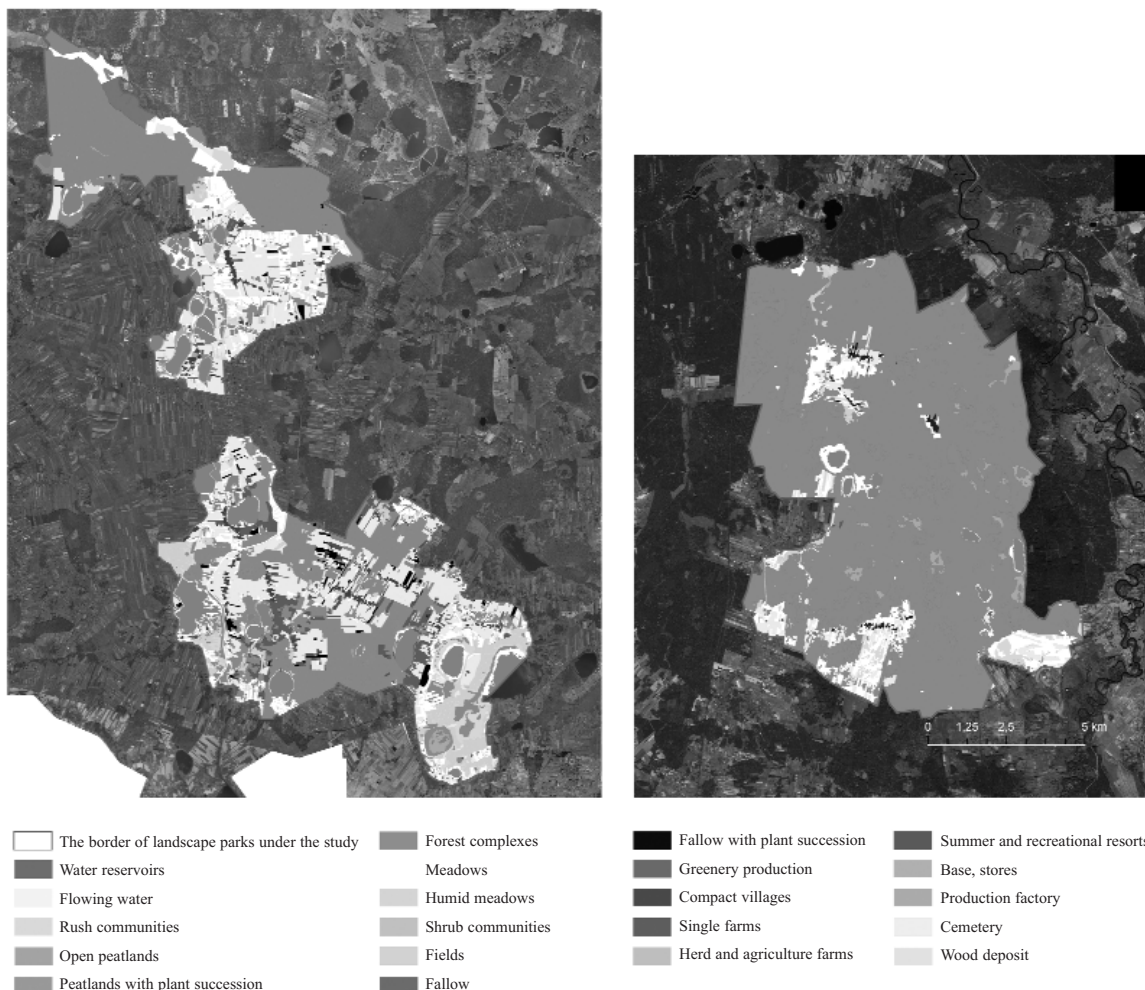 0 1,25 2,5 5 km
The border of landscape parks under the study
Water reservoirs
Flowing water
Rush communities
Open peatlands
Peatlands with plant succession
Forest complexes
Meadows
Humid meadows
Shrub communities
Fields
Fallow
Fallow with plant succession
Greenery production
Compact villages
Single farms
Herd and agriculture farms
Summer and recreational resorts
Base, stores
Production factory
Cemetery
Wood deposit